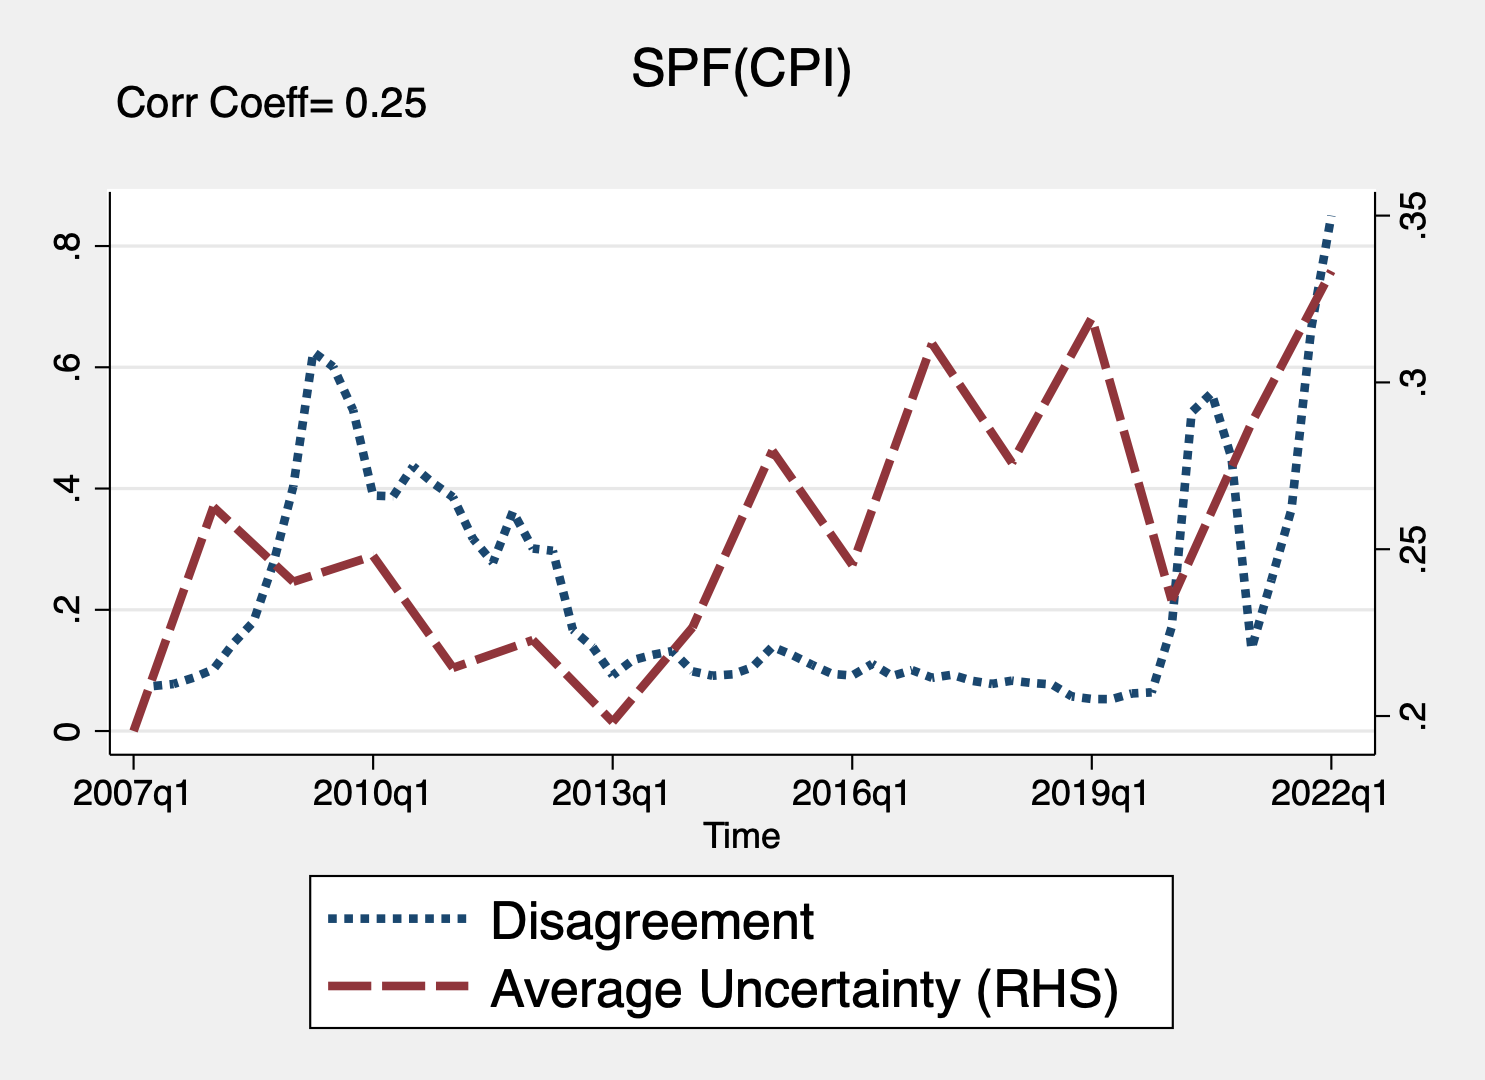 SPF(CPI)
Corr Coeff= 0.25
.8
.6
.4
.2
0
.35
.3
.25
.2
2007q1 2010q1 2013q1 2016q1 2019q1 2022q1
Time
Disagreement
Average Uncertainty (RHS)